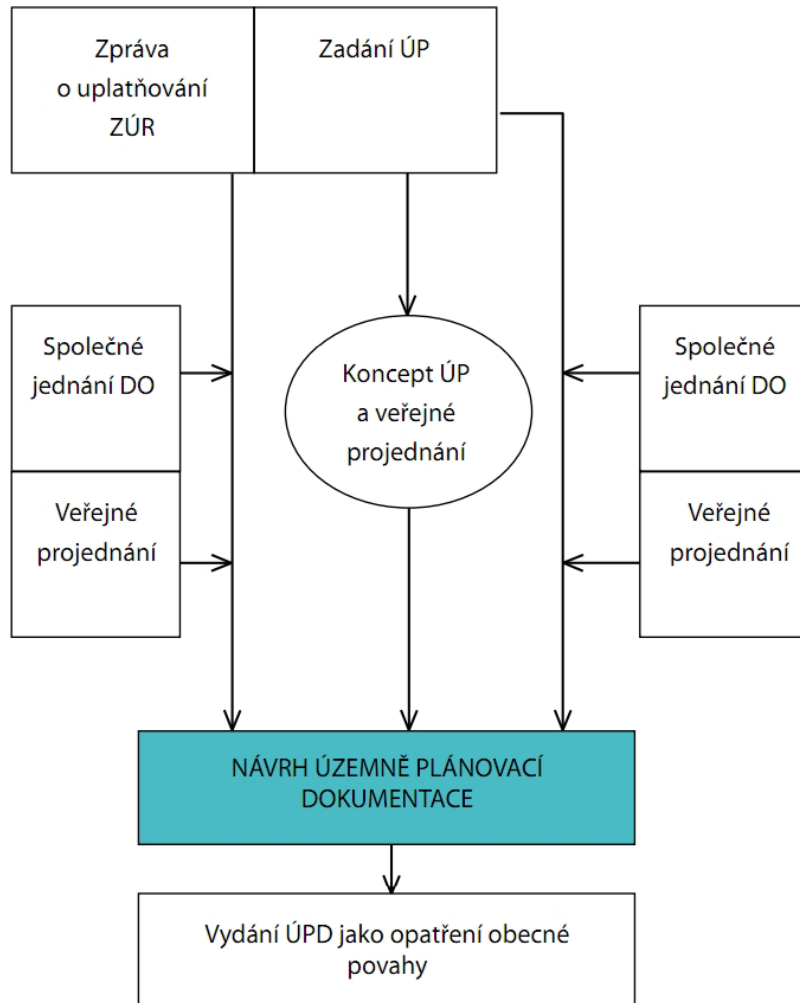 Zpráva
o uplatňování
ZÚR
Zadání ÚP
Společné
jednání DO
Veřejné
projednání
Koncept ÚP
a veřejné
projednání
Společné
jednání DO
Veřejné
projednání
NÁVRH ÚZEMNĚ PLÁNOVACÍ
DOKUMENTACE
Vydání ÚPD jako opatření obecné
povahy